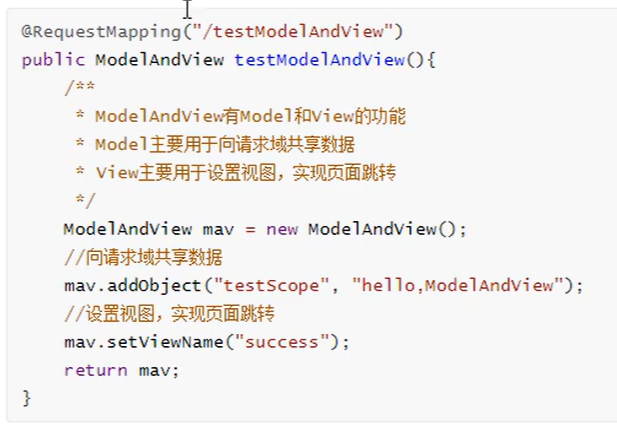 @RequestMapping("/testModelAndView")
public ModelAndView testModelAndView(){
/**
* ModelAndView有Model和View的功能
* Model主要用于向请求域共享数据
* View主要用于设置视图，实现页面跳转
*/
ModelAndView mav = new ModelAndView();
//向请求域共享数据
mav.addObject("testScope", "hello,ModelAndView");
//设置视图，实现页面跳转
mav.setViewName("success");
return mav;
}